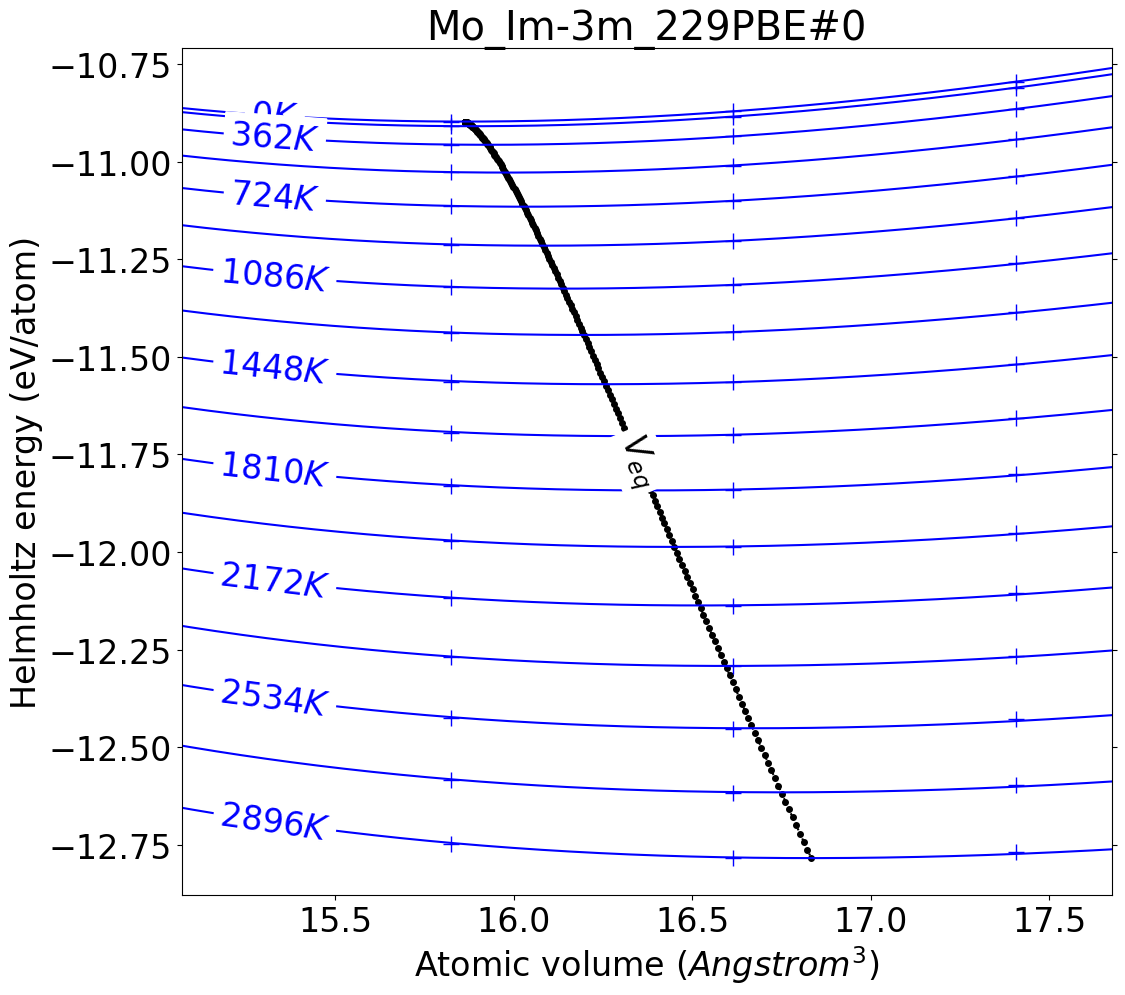 Mo_Im-3m_229PBE#0
Helmholtz energy (eV/atom)
−10.75
−11.00
−11.25
−11.50
−11.75
−12.00
−12.25
−12.50
−12.75
0K
362K
724K
1086K
1448K
1810K
2172K
2534K
2896K
V_eq
15.5 16.0 16.5 17.0 17.5
Atomic volume (Angstrom³)